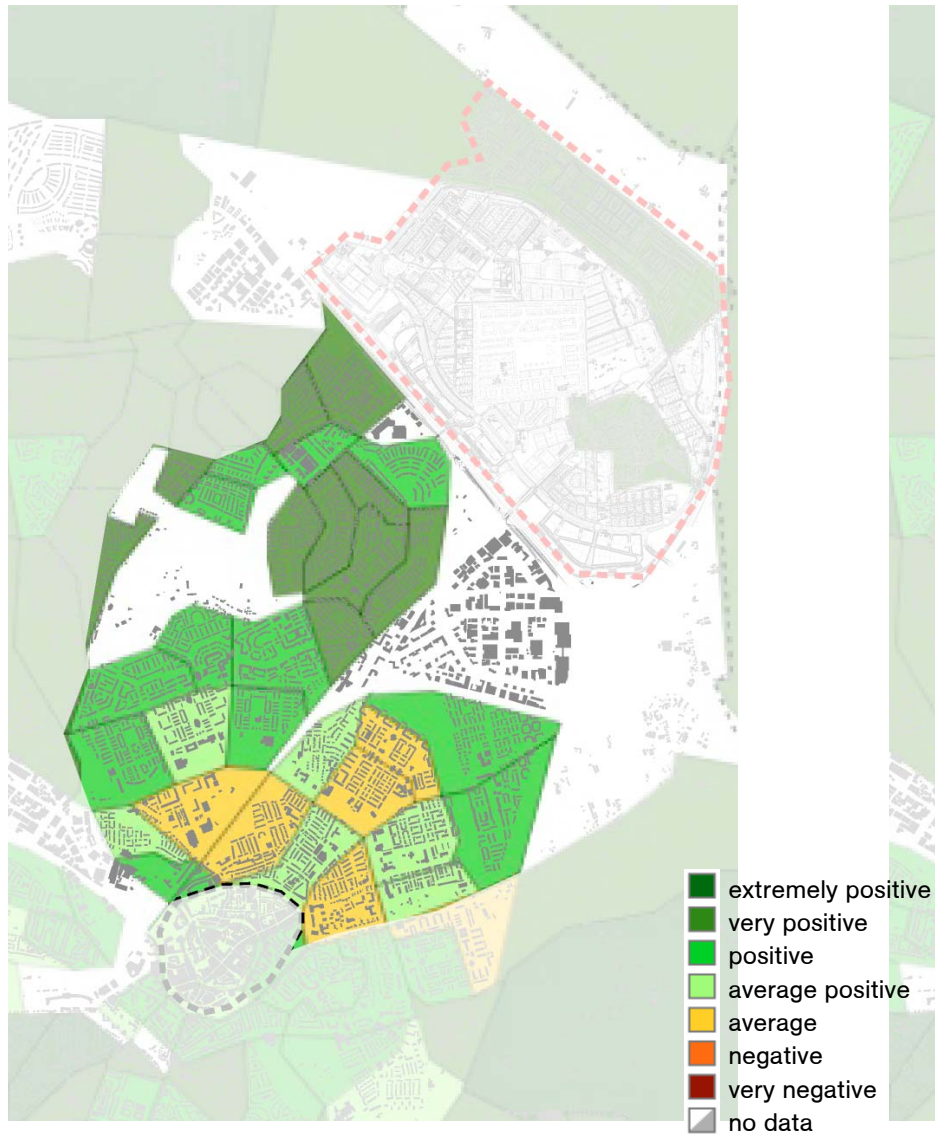 extremely positive
very positive
positive
average positive
average
negative
very negative
no data